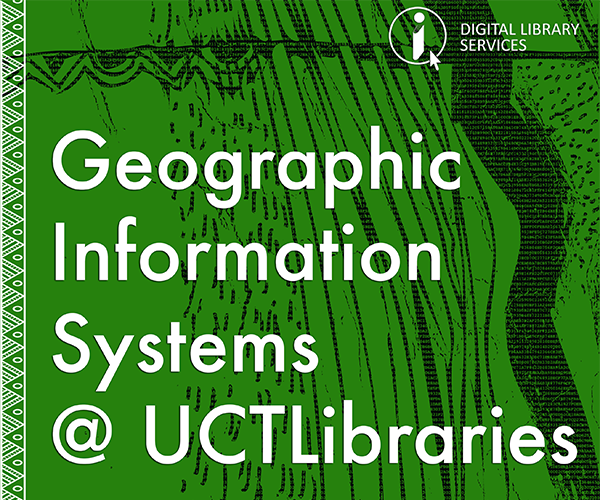 DIGITAL LIBRARY
SERVICES
Geographic
Information
Systems
@ UCTLibraries